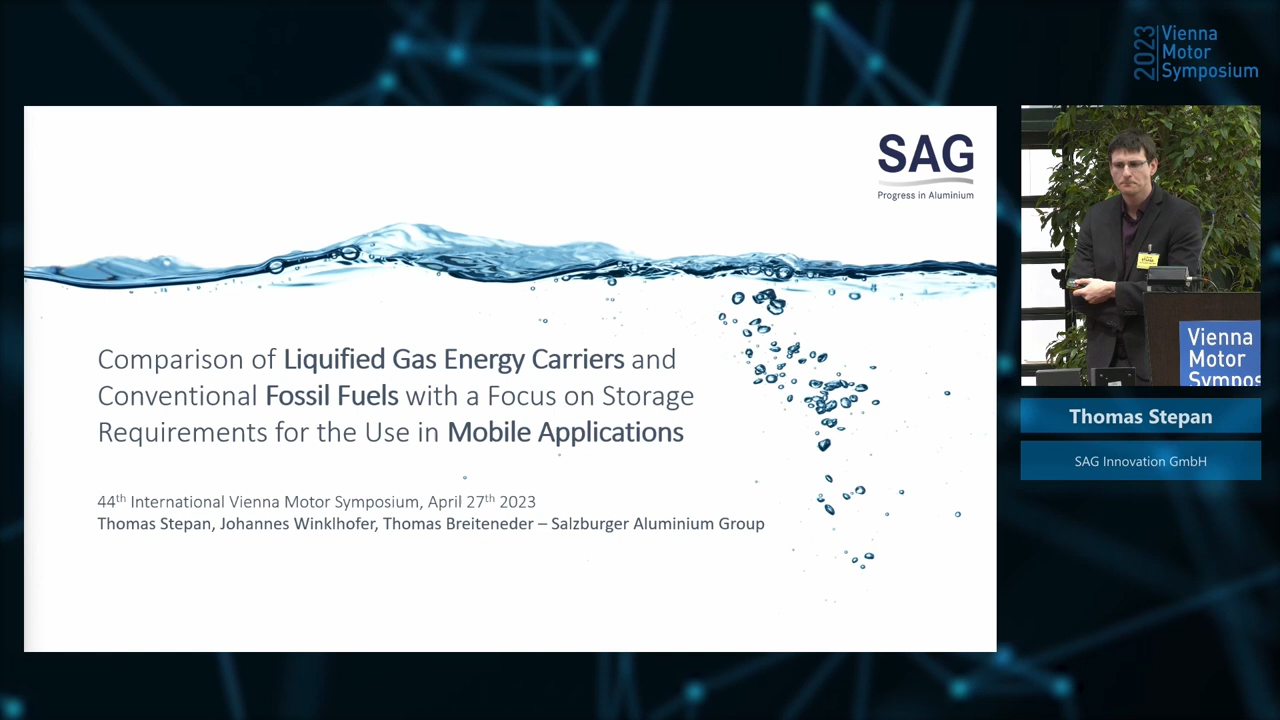 2023
Vienna
Motor
Symposium
SAG
Progress in Aluminium
Comparison of Liquified Gas Energy Carriers and
Conventional Fossil Fuels with a Focus on Storage
Requirements for the Use in Mobile Applications
44th International Vienna Motor Symposium, April 27th 2023
Thomas Stepan, Johannes Winklhofer, Thomas Breiteneder – Salzburger Aluminium Group
Vienna
Motor
Sympos
Thomas Stepan
SAG Innovation GmbH